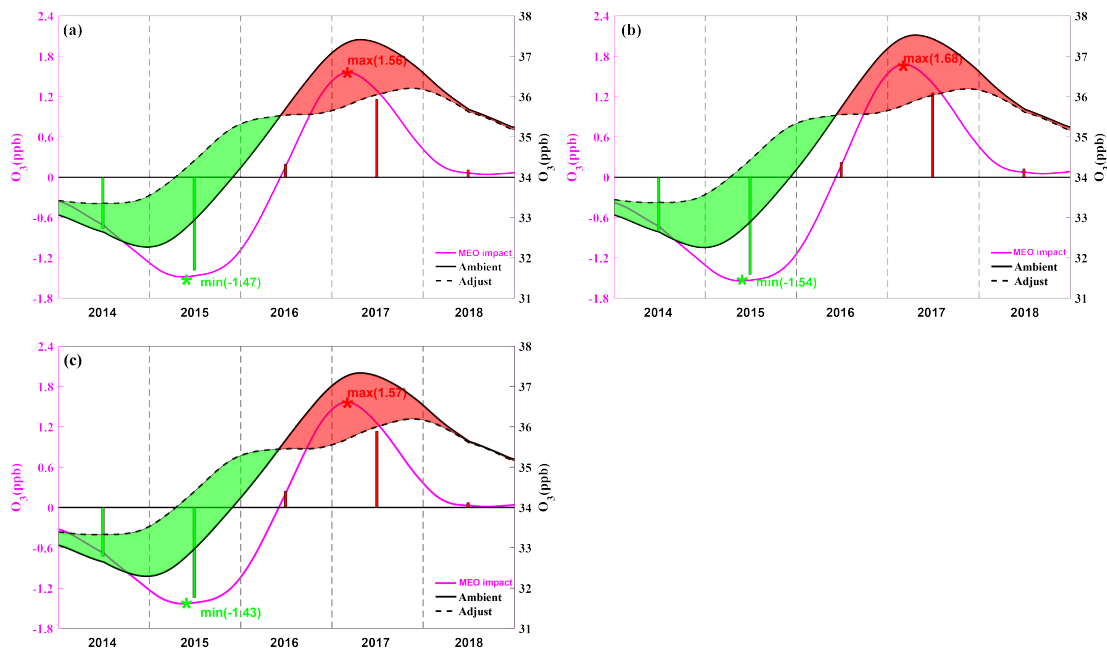 (a)
2.4
1.8
1.2
0.6
0
-0.6
-1.2
-1.8
O3(ppb)
38
37
36
35
34
33
32
31
O3(ppb)
max(1.56)
min(-1.47)
MEO impact
Ambient
Adjust
2014 2015 2016 2017 2018
(b)
2.4
1.8
1.2
0.6
0
-0.6
-1.2
-1.8
O3(ppb)
38
37
36
35
34
33
32
31
O3(ppb)
max(1.68)
min(-1.54)
MEO impact
Ambient
Adjust
2014 2015 2016 2017 2018
(c)
2.4
1.8
1.2
0.6
0
-0.6
-1.2
-1.8
O3(ppb)
38
37
36
35
34
33
32
31
O3(ppb)
max(1.57)
min(-1.43)
MEO impact
Ambient
Adjust
2014 2015 2016 2017 2018